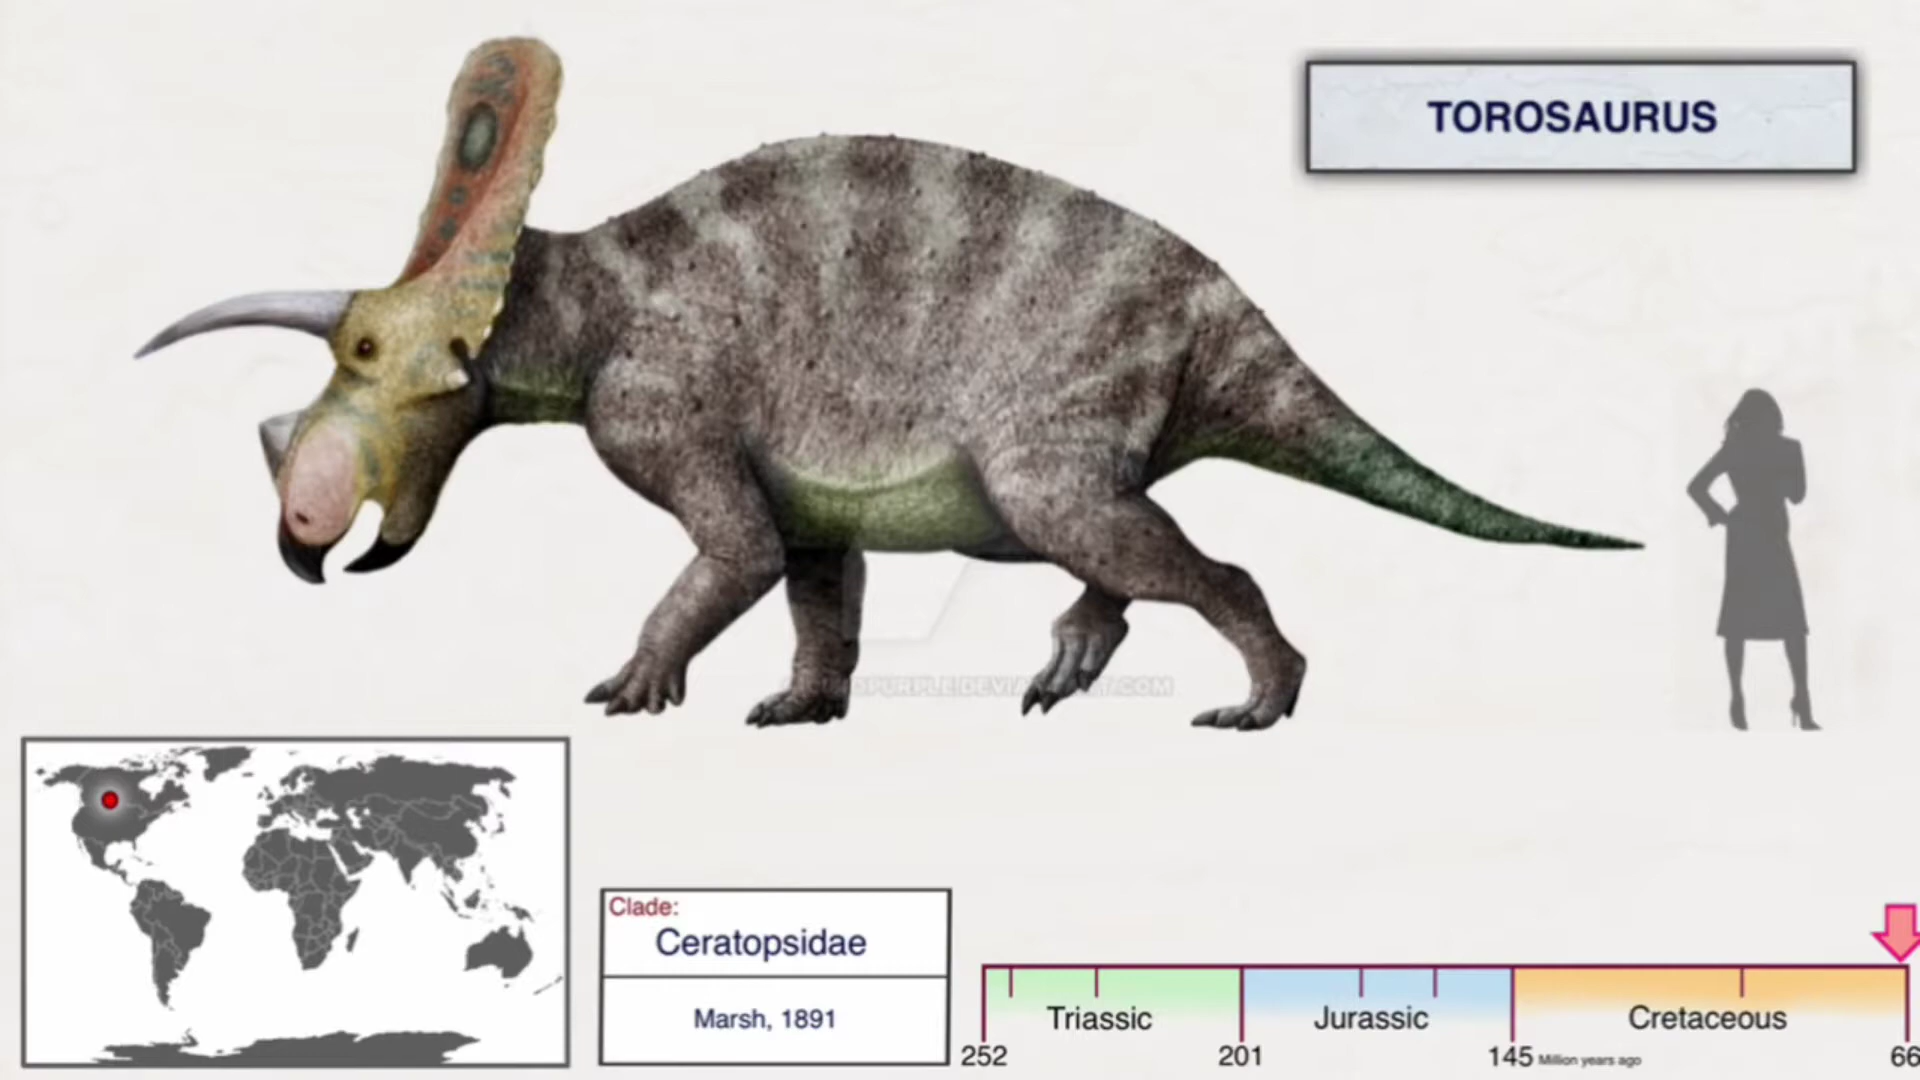 TOROSAURUS
Clade:
Ceratopsidae
Marsh, 1891
Triassic
Jurassic
Cretaceous
252
201
145 Million years ago
66